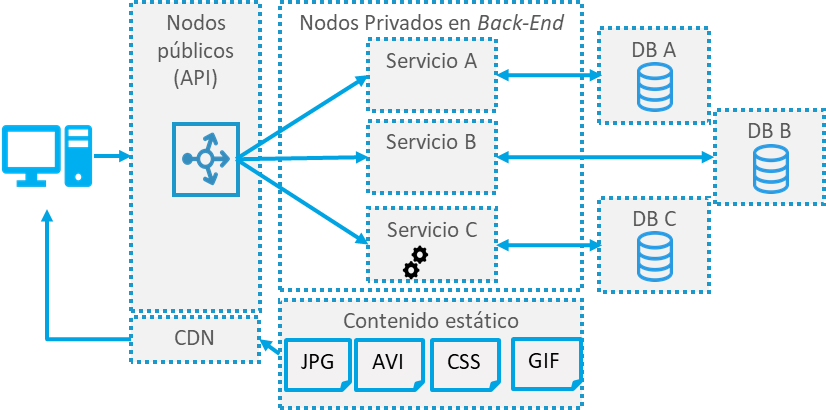 Nodos
públicos
(API)
Nodos Privados en Back-End
Servicio A
Servicio B
Servicio C
DB A
DB B
DB C
CDN
Contenido estático
JPG
AVI
CSS
GIF